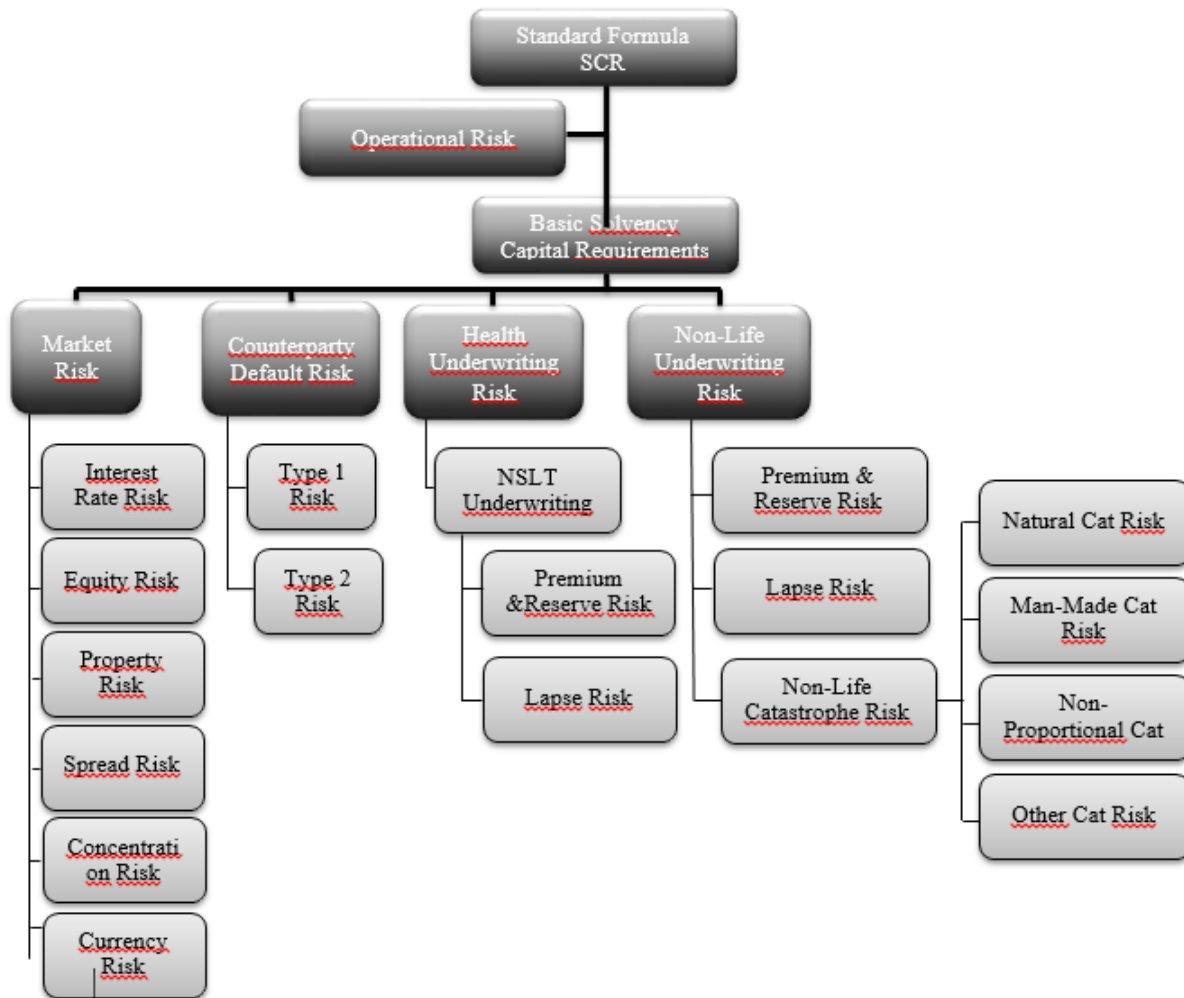 Standard Formula
SCR
Operational Risk
Basic Solvency
Capital Requirements
Market
Risk
Counterparty
Default Risk
Health
Underwriting
Risk
Non-Life
Underwriting
Risk
Interest
Rate Risk
Equity Risk
Property
Risk
Spread Risk
Concentrati
on Risk
Currency
Risk
Type 1
Risk
Type 2
Risk
NSLT
Underwriting
Premium
&Reserve Risk
Lapse Risk
Premium &
Reserve Risk
Lapse Risk
Non-Life
Catastrophe Risk
Natural Cat Risk
Man-Made Cat
Risk
Non-
Proportional Cat
Other Cat Risk